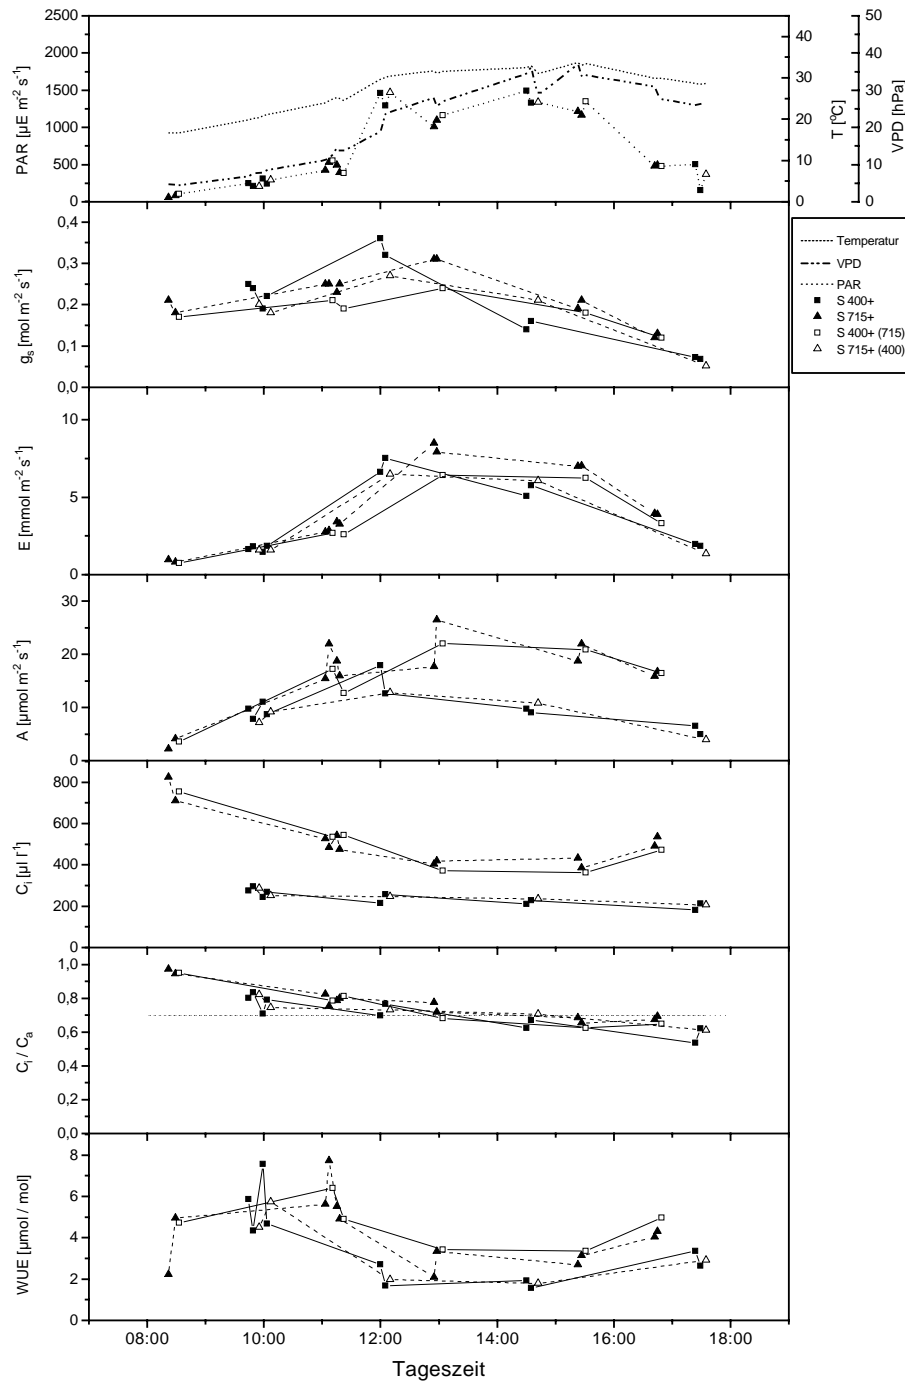 2500
2000
1500
1000
500
0
PAR [µE m⁻² s⁻¹]
40
30
20
10
0
T [°C]
50
40
30
20
10
0
VPD [hPa]
0,4
0,3
0,2
0,1
0,0
gₛ [mol m⁻² s⁻¹]
Temperatur
VPD
PAR
S 400+
S 715+
S 400+ (715)
S 715+ (400)
10
5
0
E [mmol m⁻² s⁻¹]
30
20
10
0
A [µmol m⁻² s⁻¹]
800
600
400
200
0
Cᵢ [µl l⁻¹]
1,0
0,8
0,6
0,4
0,2
0,0
Cᵢ / Cₐ
8
6
4
2
0
WUE [µmol / mol]
08:00 10:00 12:00 14:00 16:00 18:00
Tageszeit